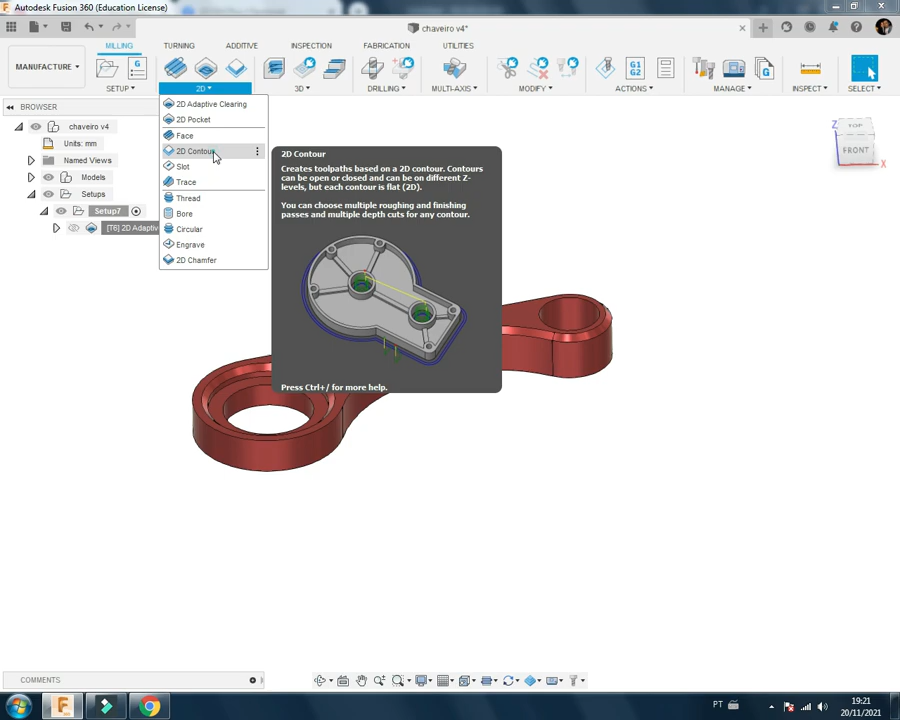 Autodesk Fusion 360 (Education License)
chaveiro v4*
MILLING TURNING ADDITIVE INSPECTION FABRICATION UTILITIES
MANUFACTURE
G
G1
G2
SETUP 2D 3D DRILLING MULTI-AXIS MODIFY ACTIONS MANAGE INSPECT SELECT
BROWSER
chaveiro v4
Units: mm
Named Views
Models
Setups
Setup7
[T6] 2D Adaptiv
2D Adaptive Clearing
2D Pocket
Face
2D Contour
Slot
Trace
Thread
Bore
Circular
Engrave
2D Chamfer
2D Contour
Creates toolpaths based on a 2D contour. Contours
can be open or closed and can be on different Z-
levels, but each contour is flat (2D).
You can choose multiple roughing and finishing
passes and multiple depth cuts for any contour.
Press Ctrl+/ for more help.
Z
TOP
FRONT
X
COMMENTS
PT
19:21
20/11/2021